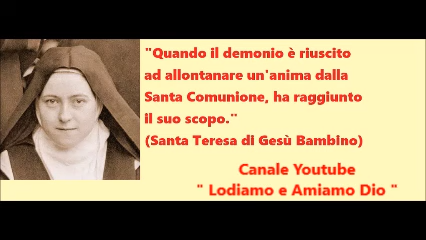 "Quando il demonio è riuscito
ad allontanare un'anima dalla
Santa Comunione, ha raggiunto
il suo scopo."
(Santa Teresa di Gesù Bambino)
Canale Youtube
" Lodiamo e Amiamo Dio "